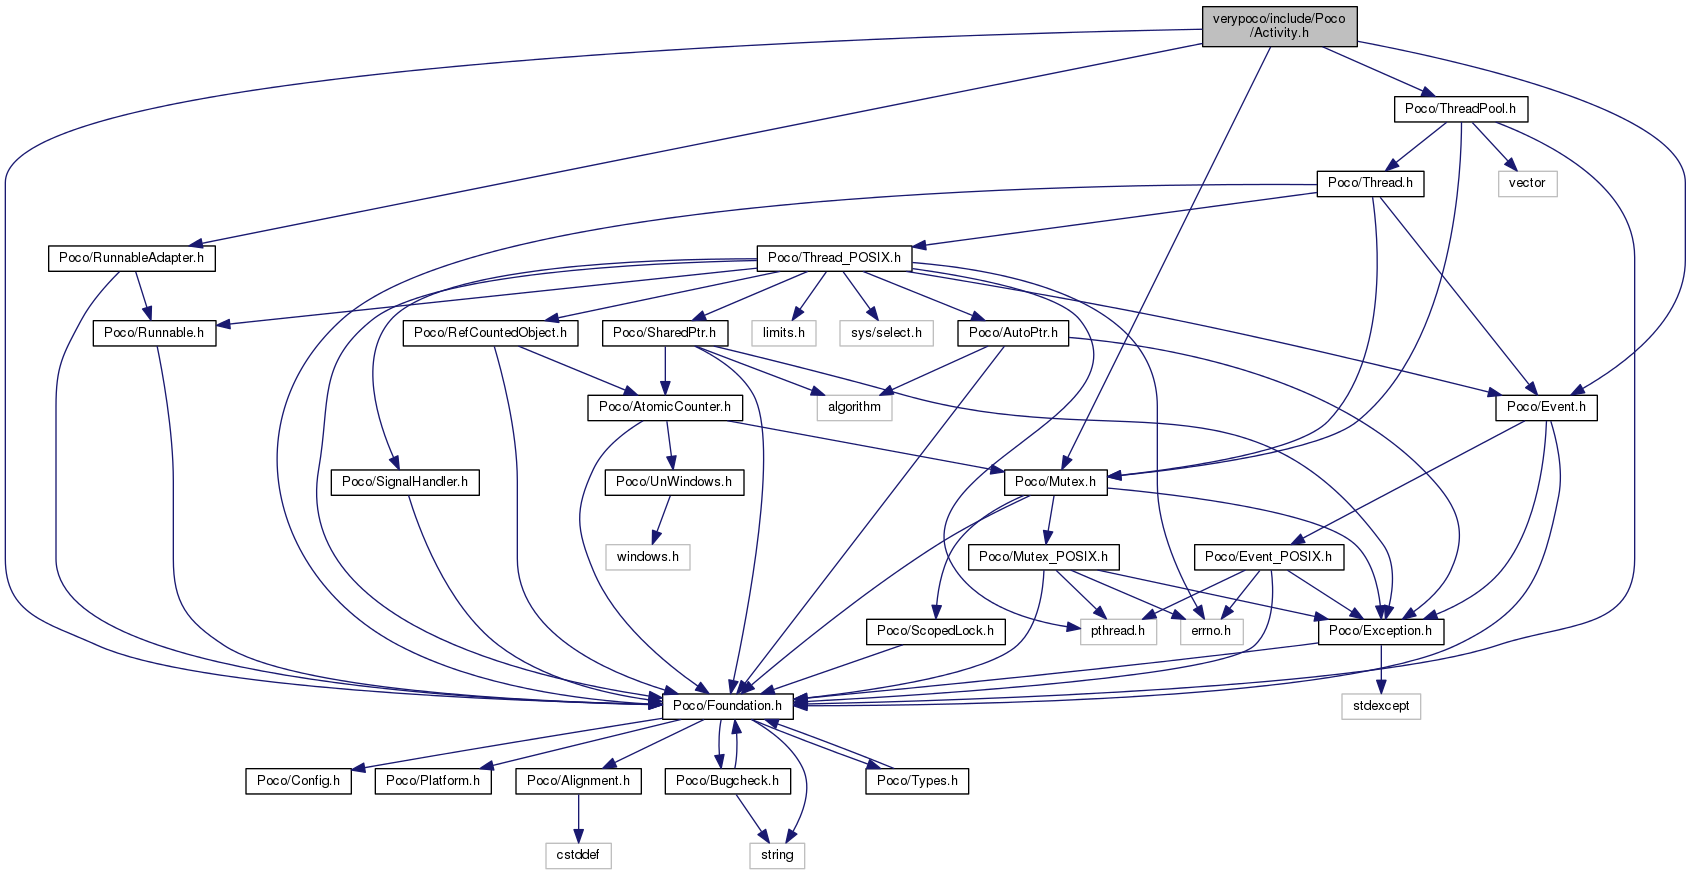 verypoco/include/Poco
/Activity.h
Poco/ThreadPool.h
Poco/Thread.h
vector
Poco/RunnableAdapter.h
Poco/Thread_POSIX.h
Poco/Runnable.h
Poco/RefCountedObject.h
Poco/SharedPtr.h
limits.h
sys/select.h
Poco/AutoPtr.h
Poco/AtomicCounter.h
algorithm
Poco/Event.h
Poco/SignalHandler.h
Poco/UnWindows.h
Poco/Mutex.h
windows.h
Poco/Mutex_POSIX.h
Poco/Event_POSIX.h
Poco/ScopedLock.h
pthread.h
errno.h
Poco/Exception.h
Poco/Foundation.h
stdexcept
Poco/Config.h
Poco/Platform.h
Poco/Alignment.h
Poco/Bugcheck.h
Poco/Types.h
cstddef
string